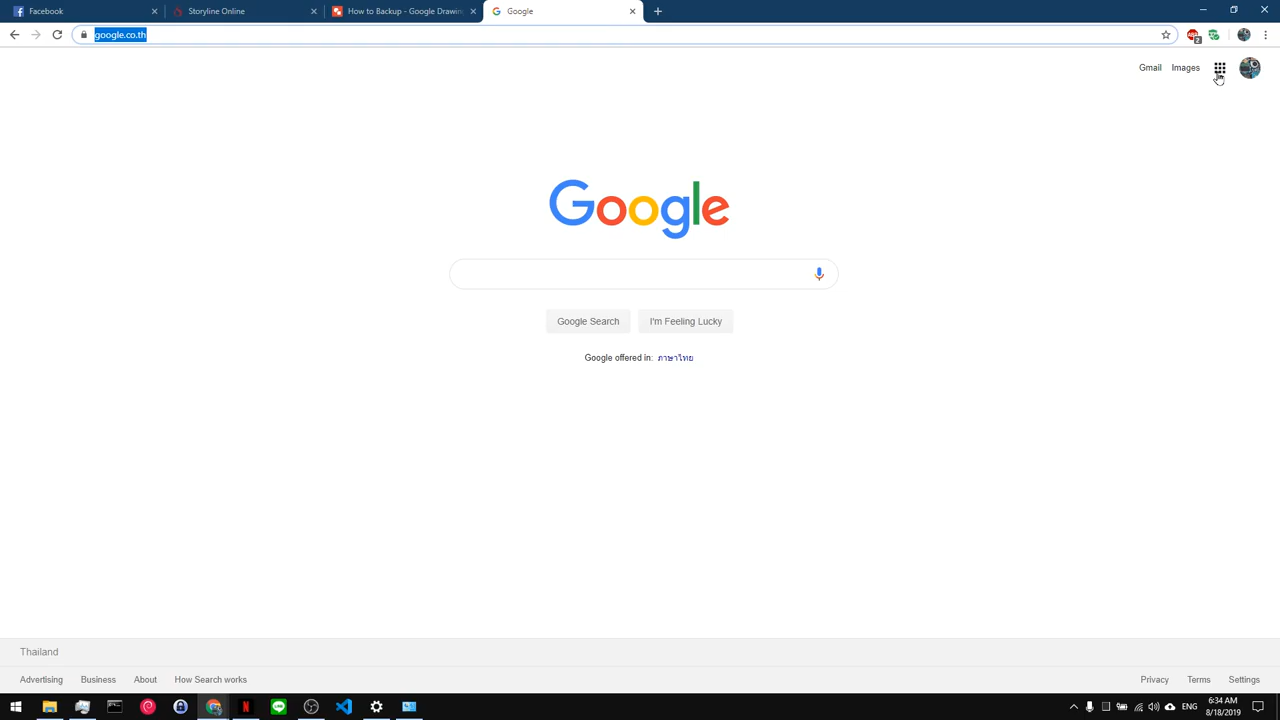 Facebook
Storyline Online
How to Backup - Google Drawin
Google
google.co.th
2
Gmail Images
Google
Google Search
I'm Feeling Lucky
Google offered in: ภาษาไทย
Thailand
Advertising Business About How Search works
Privacy Terms Settings
ENG
6:34 AM
8/18/2019